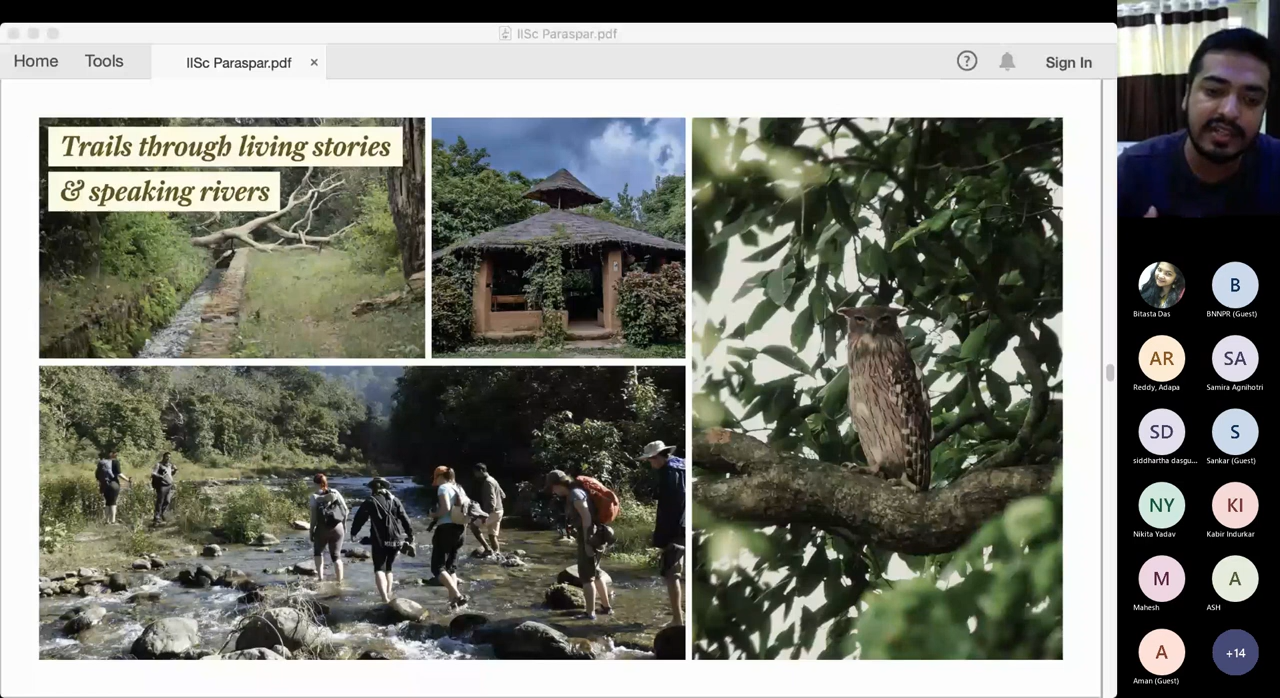 IISc Paraspar.pdf
Home
Tools
IISc Paraspar.pdf
×
?
Sign In
Trails through living stories
& speaking rivers
Bitasta Das
B
BNNPR (Guest)
AR
Reddy, Adapa
SA
Samira Agnihotri
SD
siddhartha dasgu...
S
Sankar (Guest)
NY
Nikita Yadav
KI
Kabir Indurkar
M
Mahesh
A
ASH
A
Aman (Guest)
+14